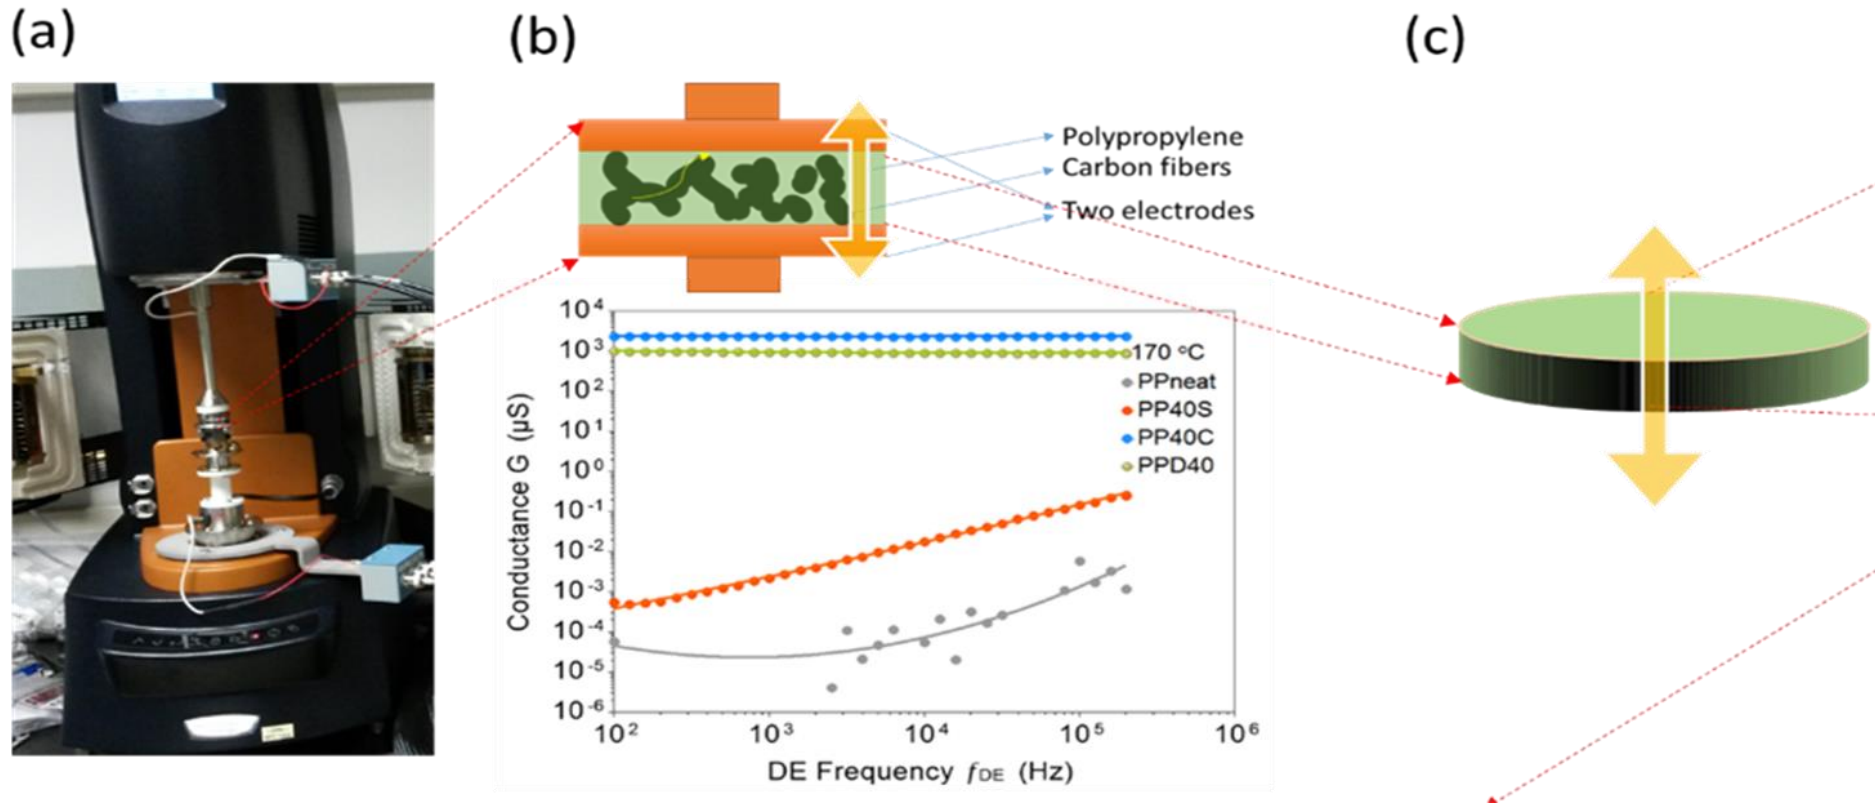 (a)
(b)
(c)
Polypropylene
Carbon fibers
Two electrodes
10⁴
10³
10²
10¹
10⁰
10⁻¹
10⁻²
10⁻³
10⁻⁴
10⁻⁵
10⁻⁶
Conductance G (µS)
170 °C
PPneat
PP40S
PP40C
PPD40
10² 10³ 10⁴ 10⁵ 10⁶
DE Frequency fDE (Hz)